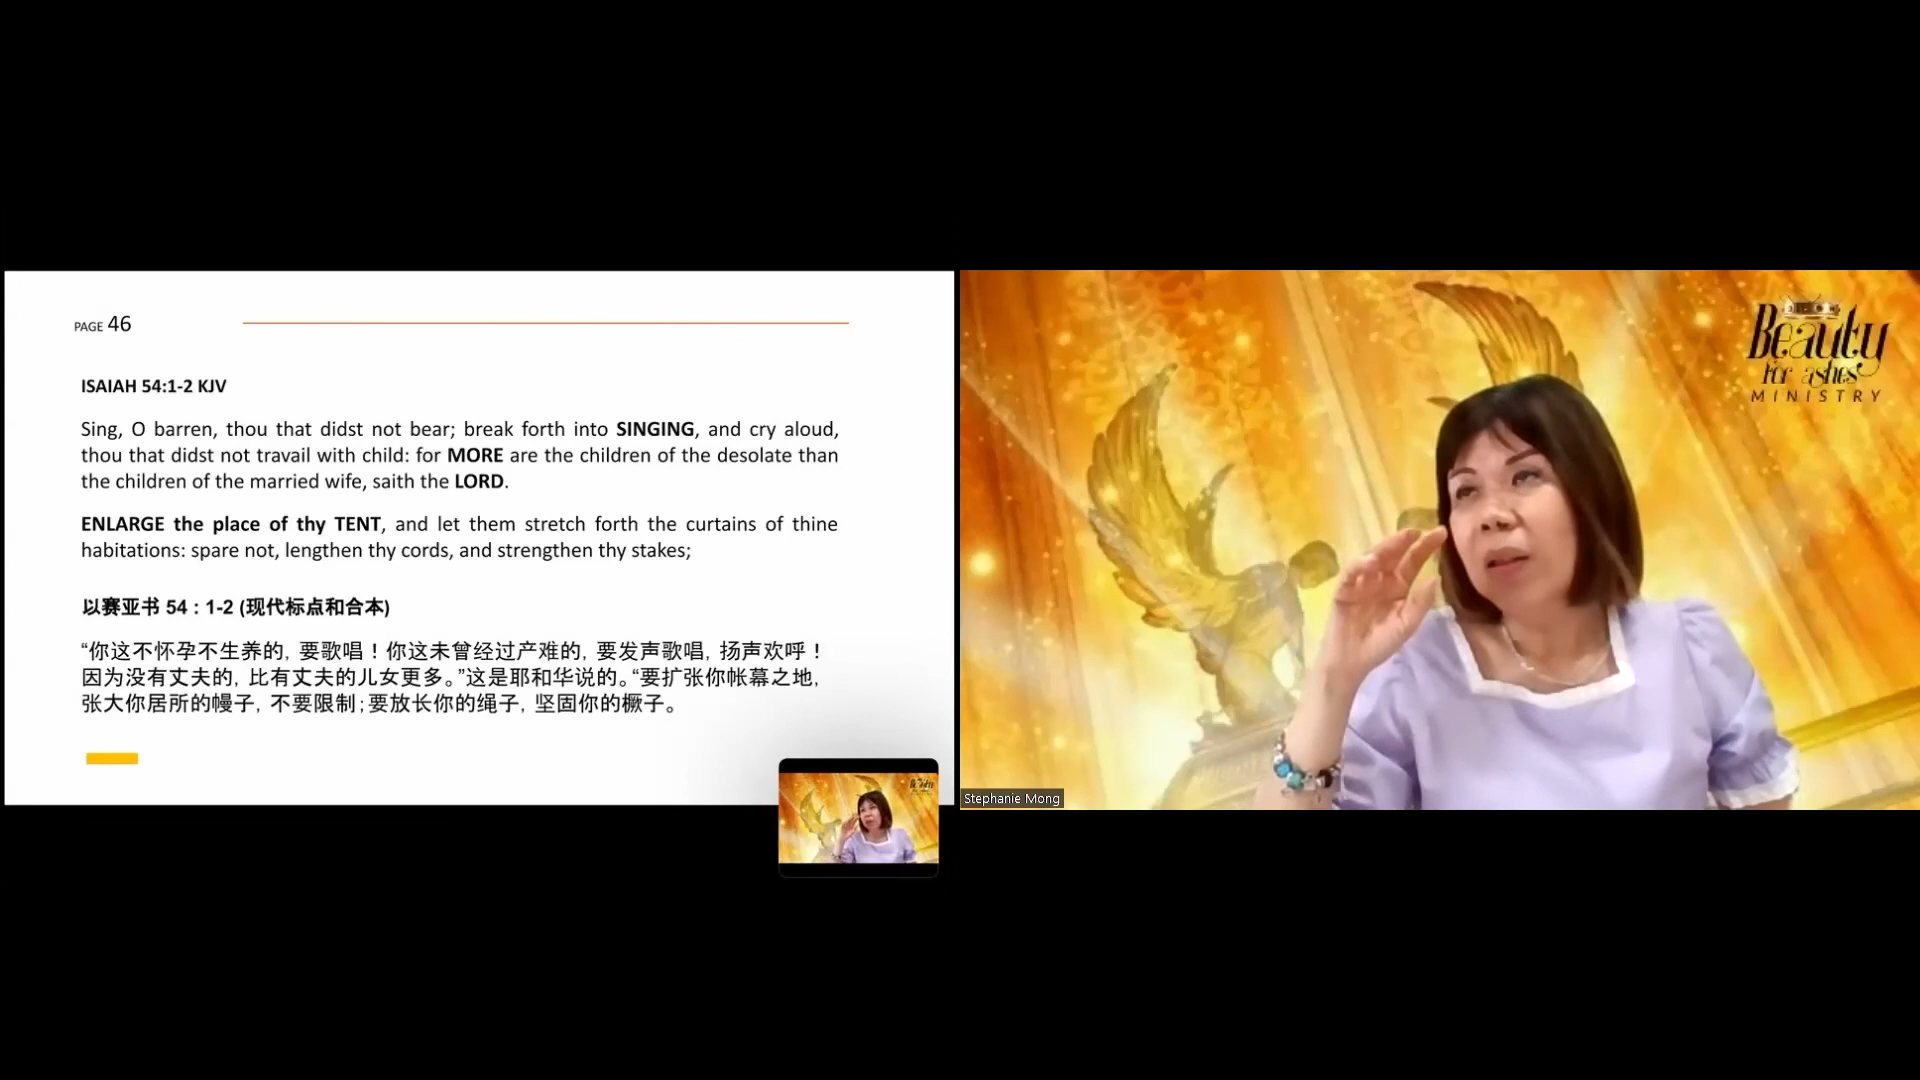 PAGE 46
ISAIAH 54:1-2 KJV
Sing, O barren, thou that didst not bear; break forth into SINGING, and cry aloud,
thou that didst not travail with child: for MORE are the children of the desolate than
the children of the married wife, saith the LORD.
ENLARGE the place of thy TENT, and let them stretch forth the curtains of thine
habitations: spare not, lengthen thy cords, and strengthen thy stakes;
以赛亚书 54 : 1-2 (现代标点和合本)
“你这不怀孕不生养的, 要歌唱！你这未曾经过产难的, 要发声歌唱, 扬声欢呼！
因为没有丈夫的, 比有丈夫的儿女更多。”这是耶和华说的。“要扩张你帐幕之地,
张大你居所的幔子, 不要限制;要放长你的绳子, 坚固你的橛子。
Beauty
For ashes
MINISTRY
Stephanie Mong